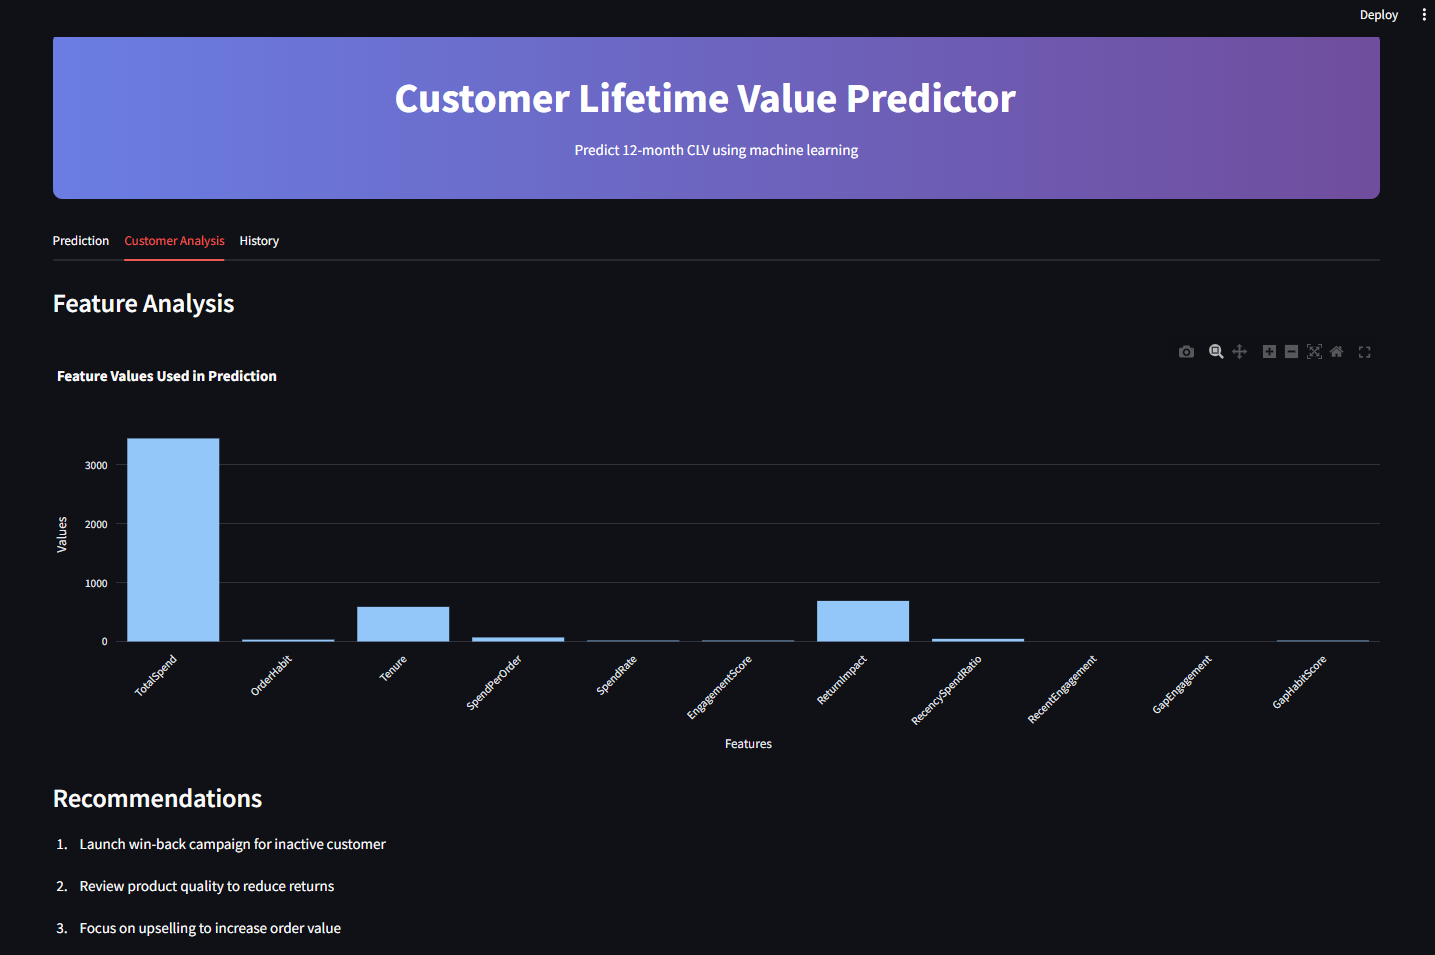 Deploy
Customer Lifetime Value Predictor
Predict 12-month CLV using machine learning
Prediction Customer Analysis History
Feature Analysis
Feature Values Used in Prediction
3000
2000
1000
0
Values
TotalSpend
OrderHabit
Tenure
SpendPerOrder
SpendRate
EngagementScore
ReturnImpact
RecencySpendRatio
RecentEngagement
GapEngagement
GapHabitScore
Features
Recommendations
1. Launch win-back campaign for inactive customer
2. Review product quality to reduce returns
3. Focus on upselling to increase order value